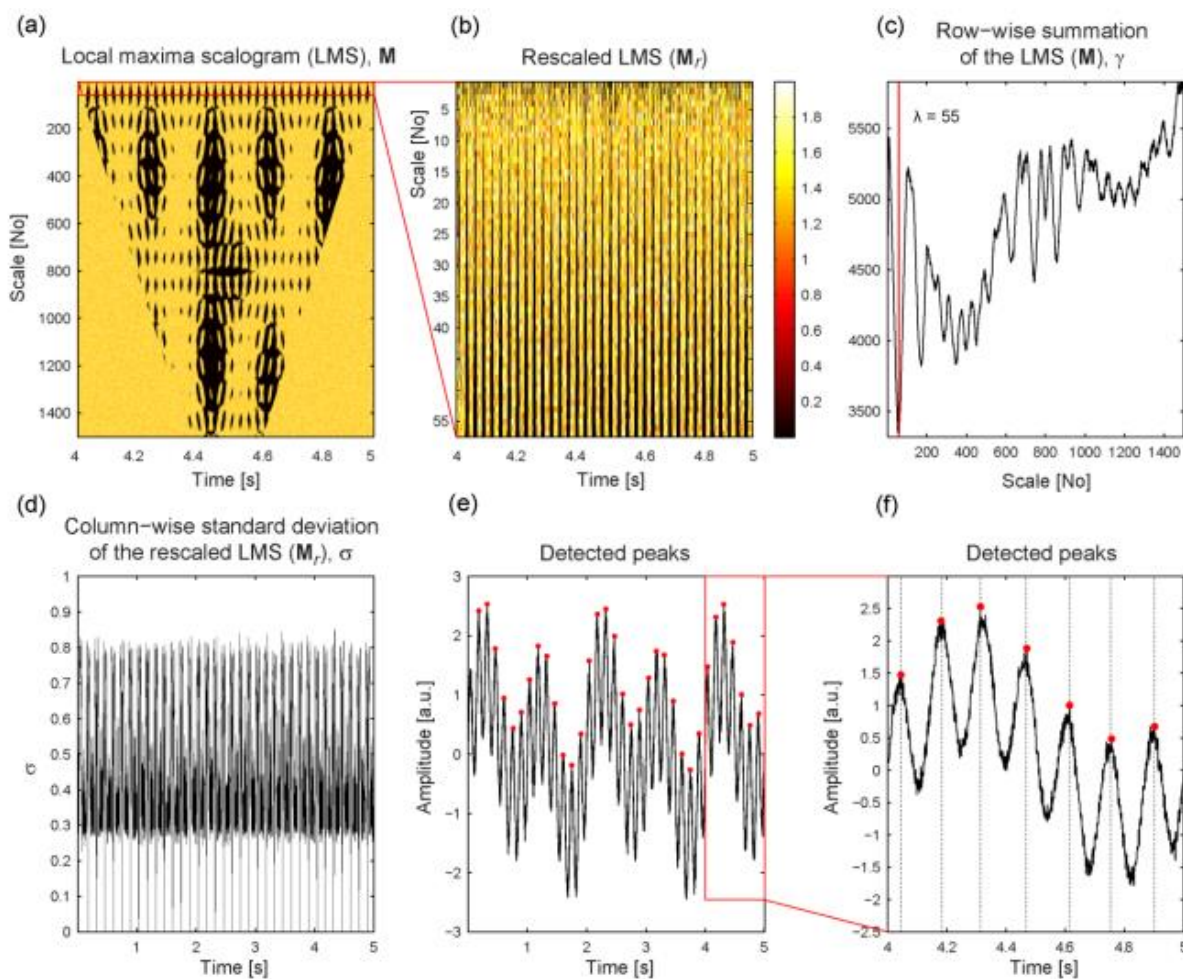 (a)
Local maxima scalogram (LMS), M
Scale [No]
200
400
600
800
1000
1200
1400
4 4.2 4.4 4.6 4.8 5
Time [s]
(b)
Rescaled LMS (Mr)
Scale [No]
5
10
15
20
25
30
40
55
4 4.2 4.4 4.6 4.8 5
Time [s]
1.8
1.6
1.4
1.2
1
0.8
0.6
0.4
0.2
(c)
Row−wise summation
of the LMS (M), γ
λ = 55
5500
5000
4500
4000
3500
200 400 600 800 1000 1400
Scale [No]
(d)
Column−wise standard deviation
of the rescaled LMS (Mr), σ
σ
1
0.9
0.8
0.7
0.6
0.5
0.4
0.3
0.2
0.1
0
1 2 3 4 5
Time [s]
(e)
Detected peaks
Amplitude [a.u.]
3
2
1
0
−1
−2
−3
1 2 3 4 5
Time [s]
(f)
Detected peaks
Amplitude [a.u.]
2.5
2
1.5
1
0.5
0
−0.5
−1
−1.5
−2
−2.5
4 4.2 4.4 4.6 4.8 5
Time [s]